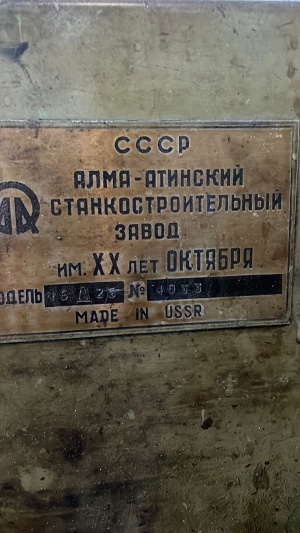 СССР
АЛМА-АТИНСКИЙ
СТАНКОСТРОИТЕЛЬНЫЙ
ЗАВОД
ИМ. XX ЛЕТ ОКТЯБРЯ
ОДЕЛЬ №
MADE IN USSR